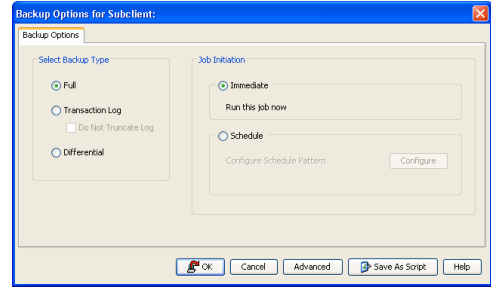 Backup Options for Subclient:
Backup Options
Select Backup Type
Full
Transaction Log
Do Not Truncate Log
Differential
Job Initiation
Immediate
Run this job now
Schedule
Configure Schedule Pattern
Configure
OK
Cancel
Advanced
Save As Script
Help